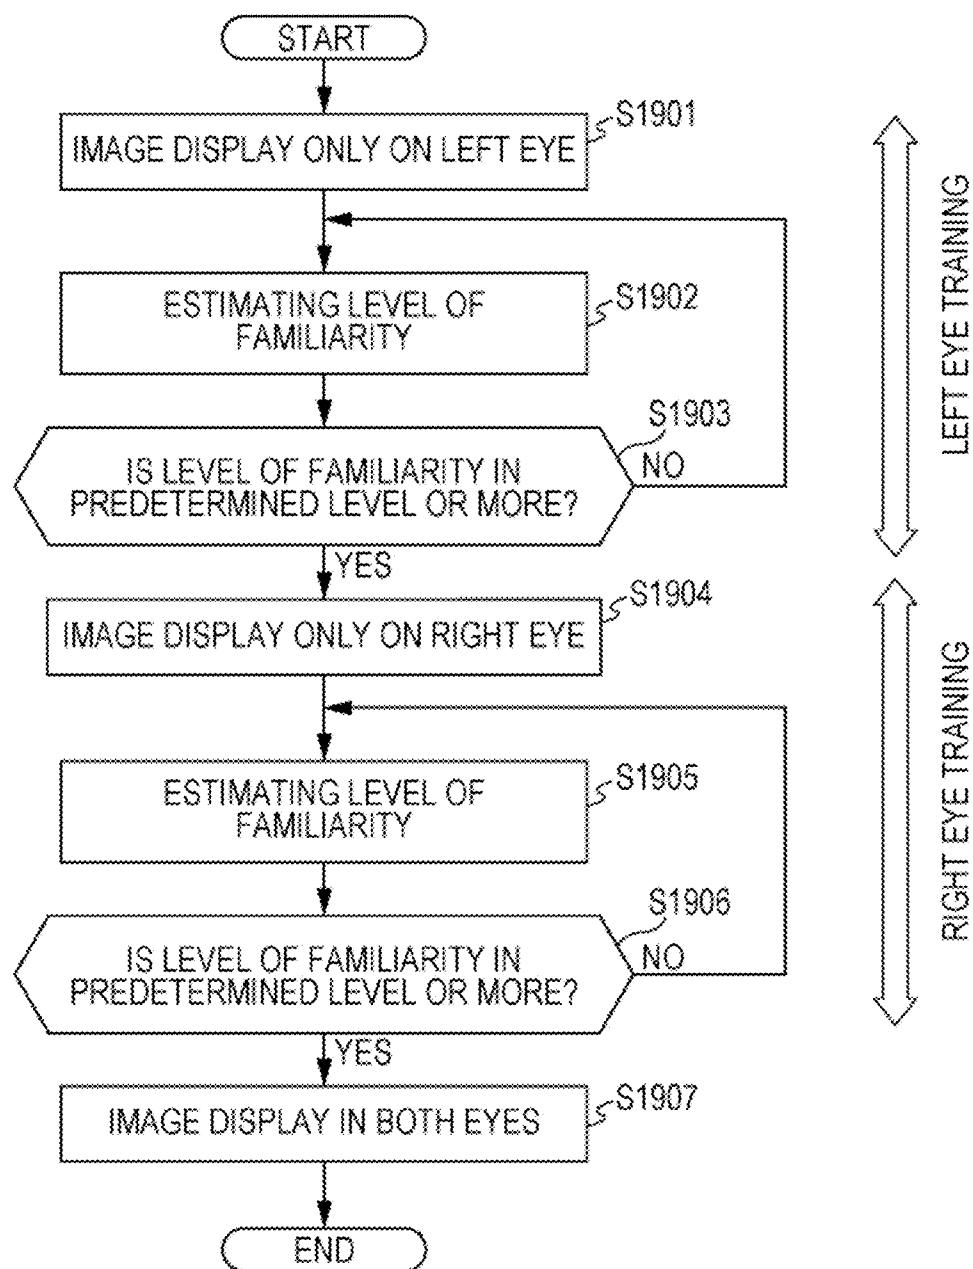 START
S1901
IMAGE DISPLAY ONLY ON LEFT EYE
S1902
ESTIMATING LEVEL OF
FAMILIARITY
S1903
IS LEVEL OF FAMILIARITY IN
PREDETERMINED LEVEL OR MORE?
NO
YES
LEFT EYE TRAINING
S1904
IMAGE DISPLAY ONLY ON RIGHT EYE
S1905
ESTIMATING LEVEL OF
FAMILIARITY
S1906
IS LEVEL OF FAMILIARITY IN
PREDETERMINED LEVEL OR MORE?
NO
YES
RIGHT EYE TRAINING
S1907
IMAGE DISPLAY IN BOTH EYES
END